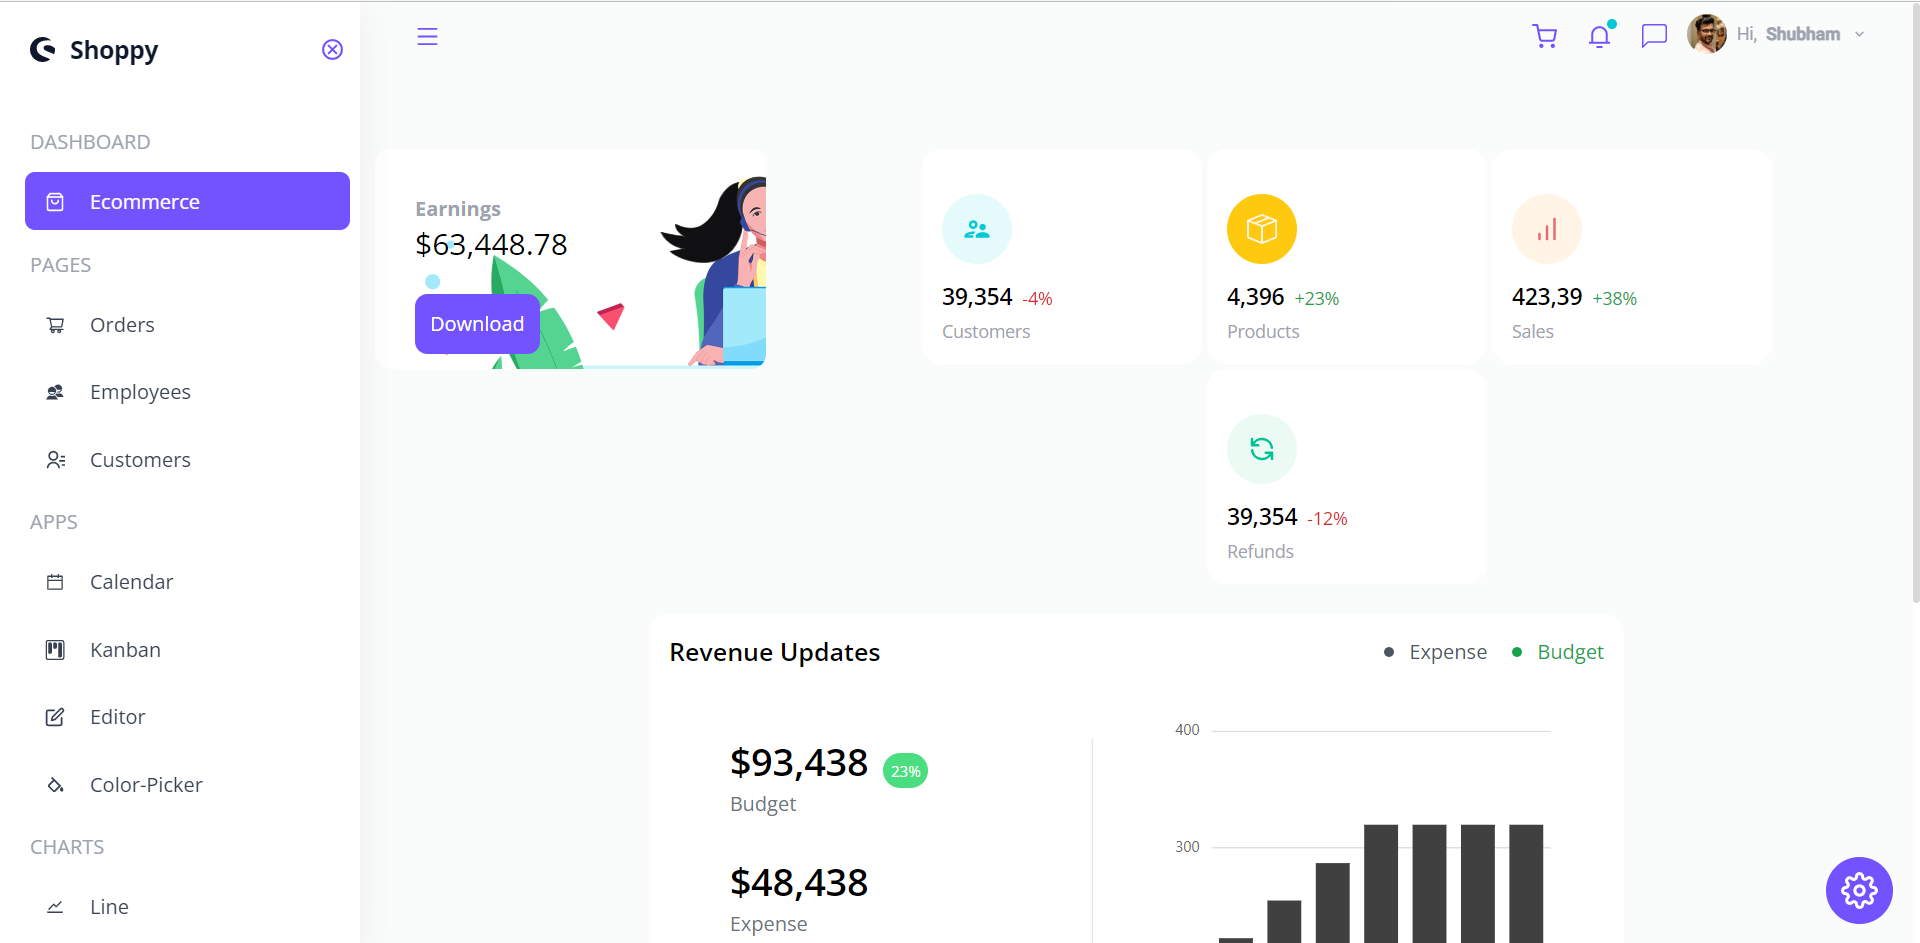 Shoppy
Hi, Shubham
DASHBOARD
Ecommerce
PAGES
Orders
Employees
Customers
APPS
Calendar
Kanban
Editor
Color-Picker
CHARTS
Line
Earnings
$63,448.78
Download
39,354 -4%
Customers
4,396 +23%
Products
423,39 +38%
Sales
39,354 -12%
Refunds
Revenue Updates
Expense
Budget
$93,438 23%
Budget
$48,438
Expense
400
300